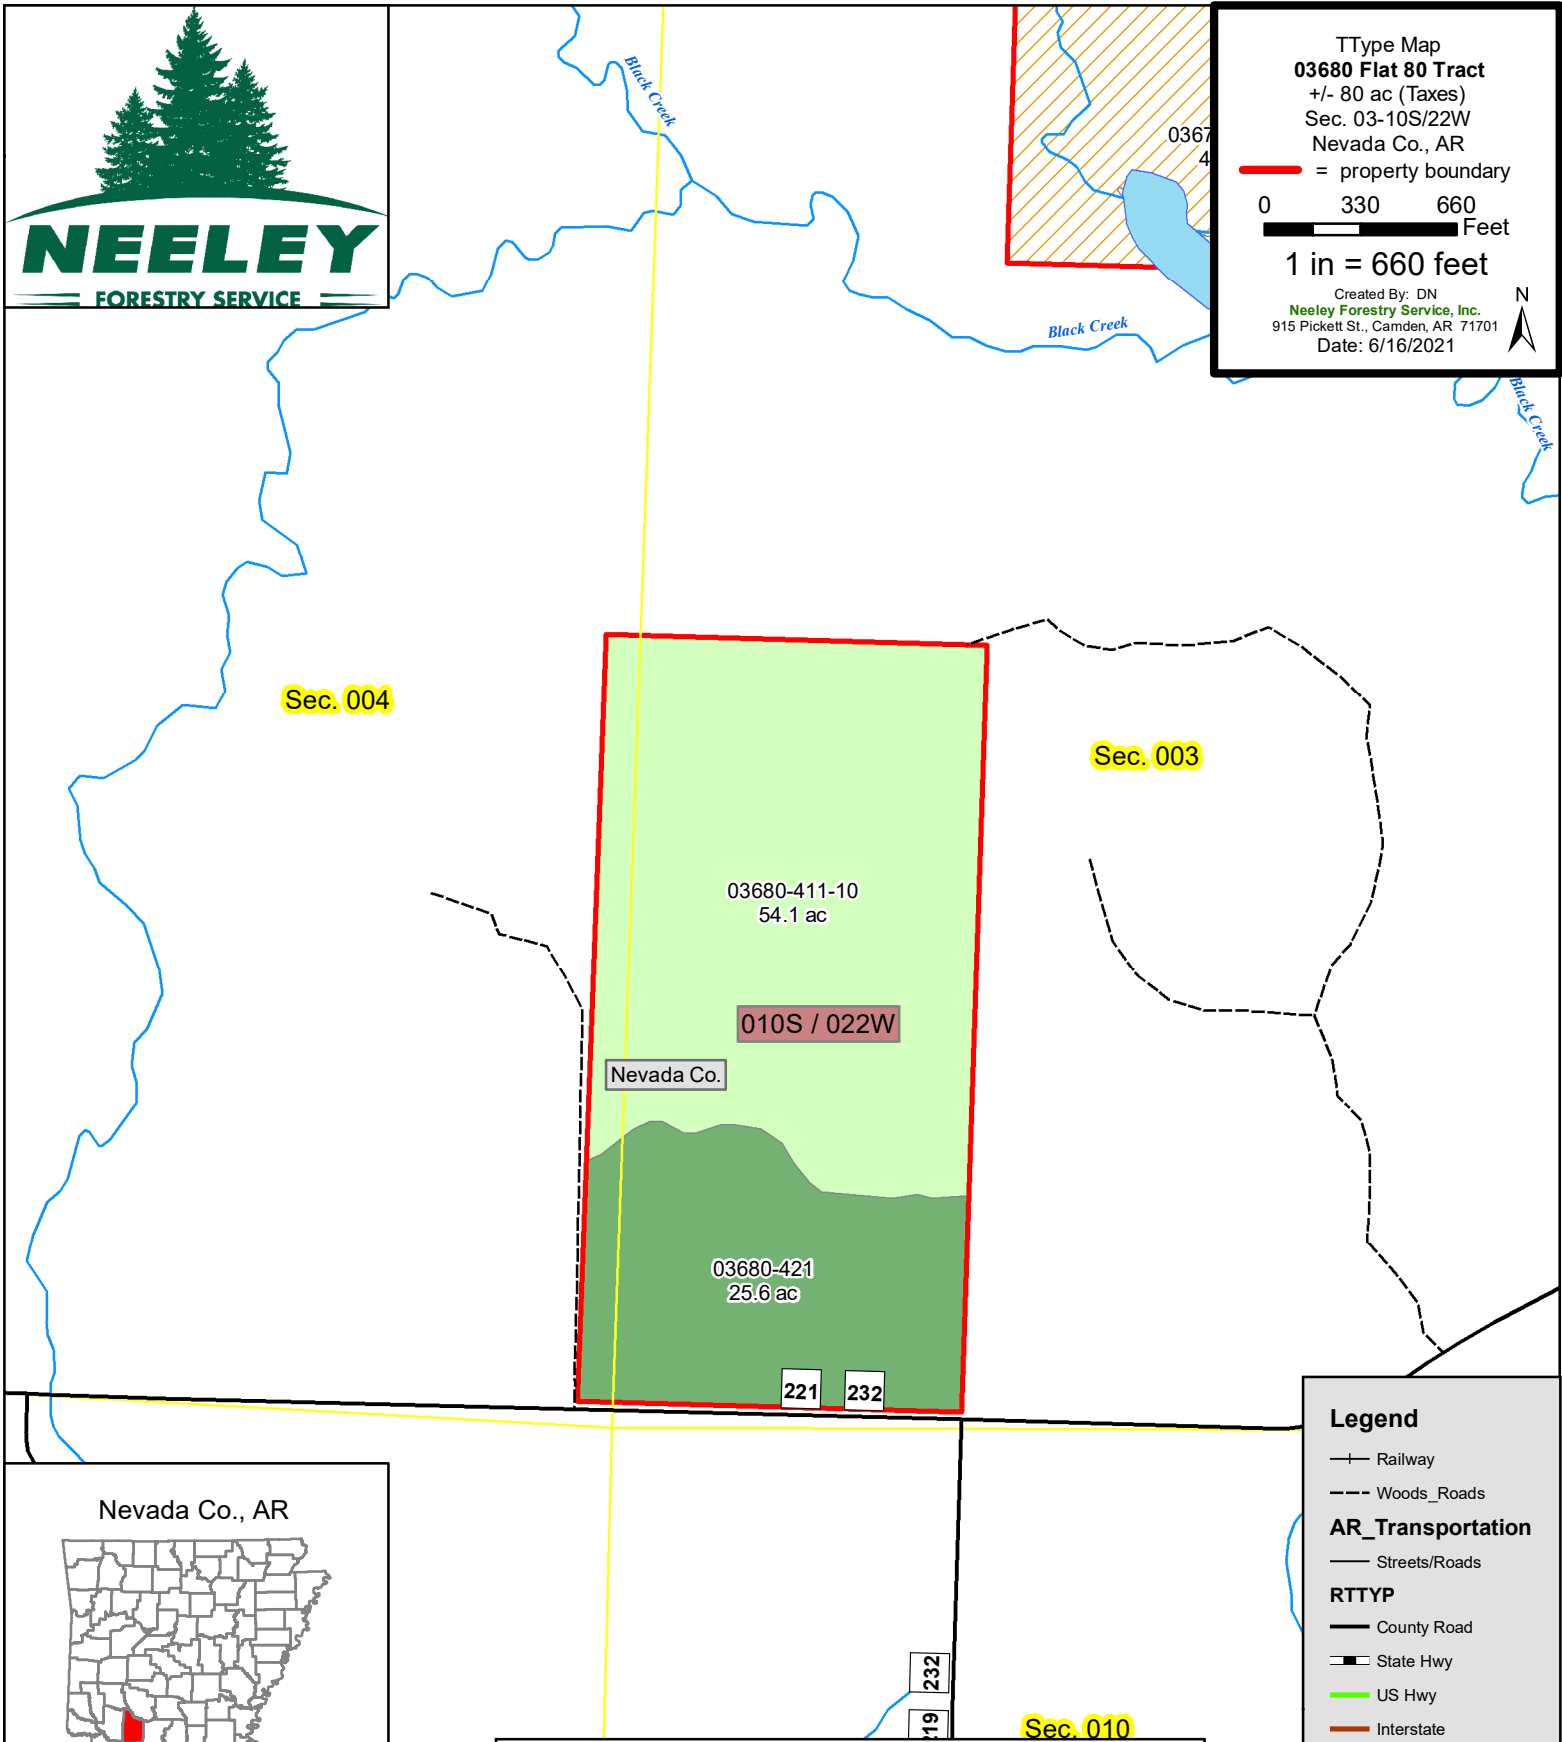 NEELEY
FORESTRY SERVICE
TType Map
03680 Flat 80 Tract
+/- 80 ac (Taxes)
Sec. 03-10S/22W
Nevada Co., AR
= property boundary
0 330 660
Feet
1 in = 660 feet
Created By: DN
Neeley Forestry Service, Inc.
915 Pickett St., Camden, AR 71701
Date: 6/16/2021
N
Black Creek
0367
4
Black Creek
Black Creek
Sec. 004
Sec. 003
03680-411-10
54.1 ac
010S / 022W
Nevada Co.
03680-421
25.6 ac
221 232
Nevada Co., AR
232
Sec. 010
Legend
Railway
Woods_Roads
AR_Transportation
Streets/Roads
RTTYP
County Road
State Hwy
US Hwy
Interstate